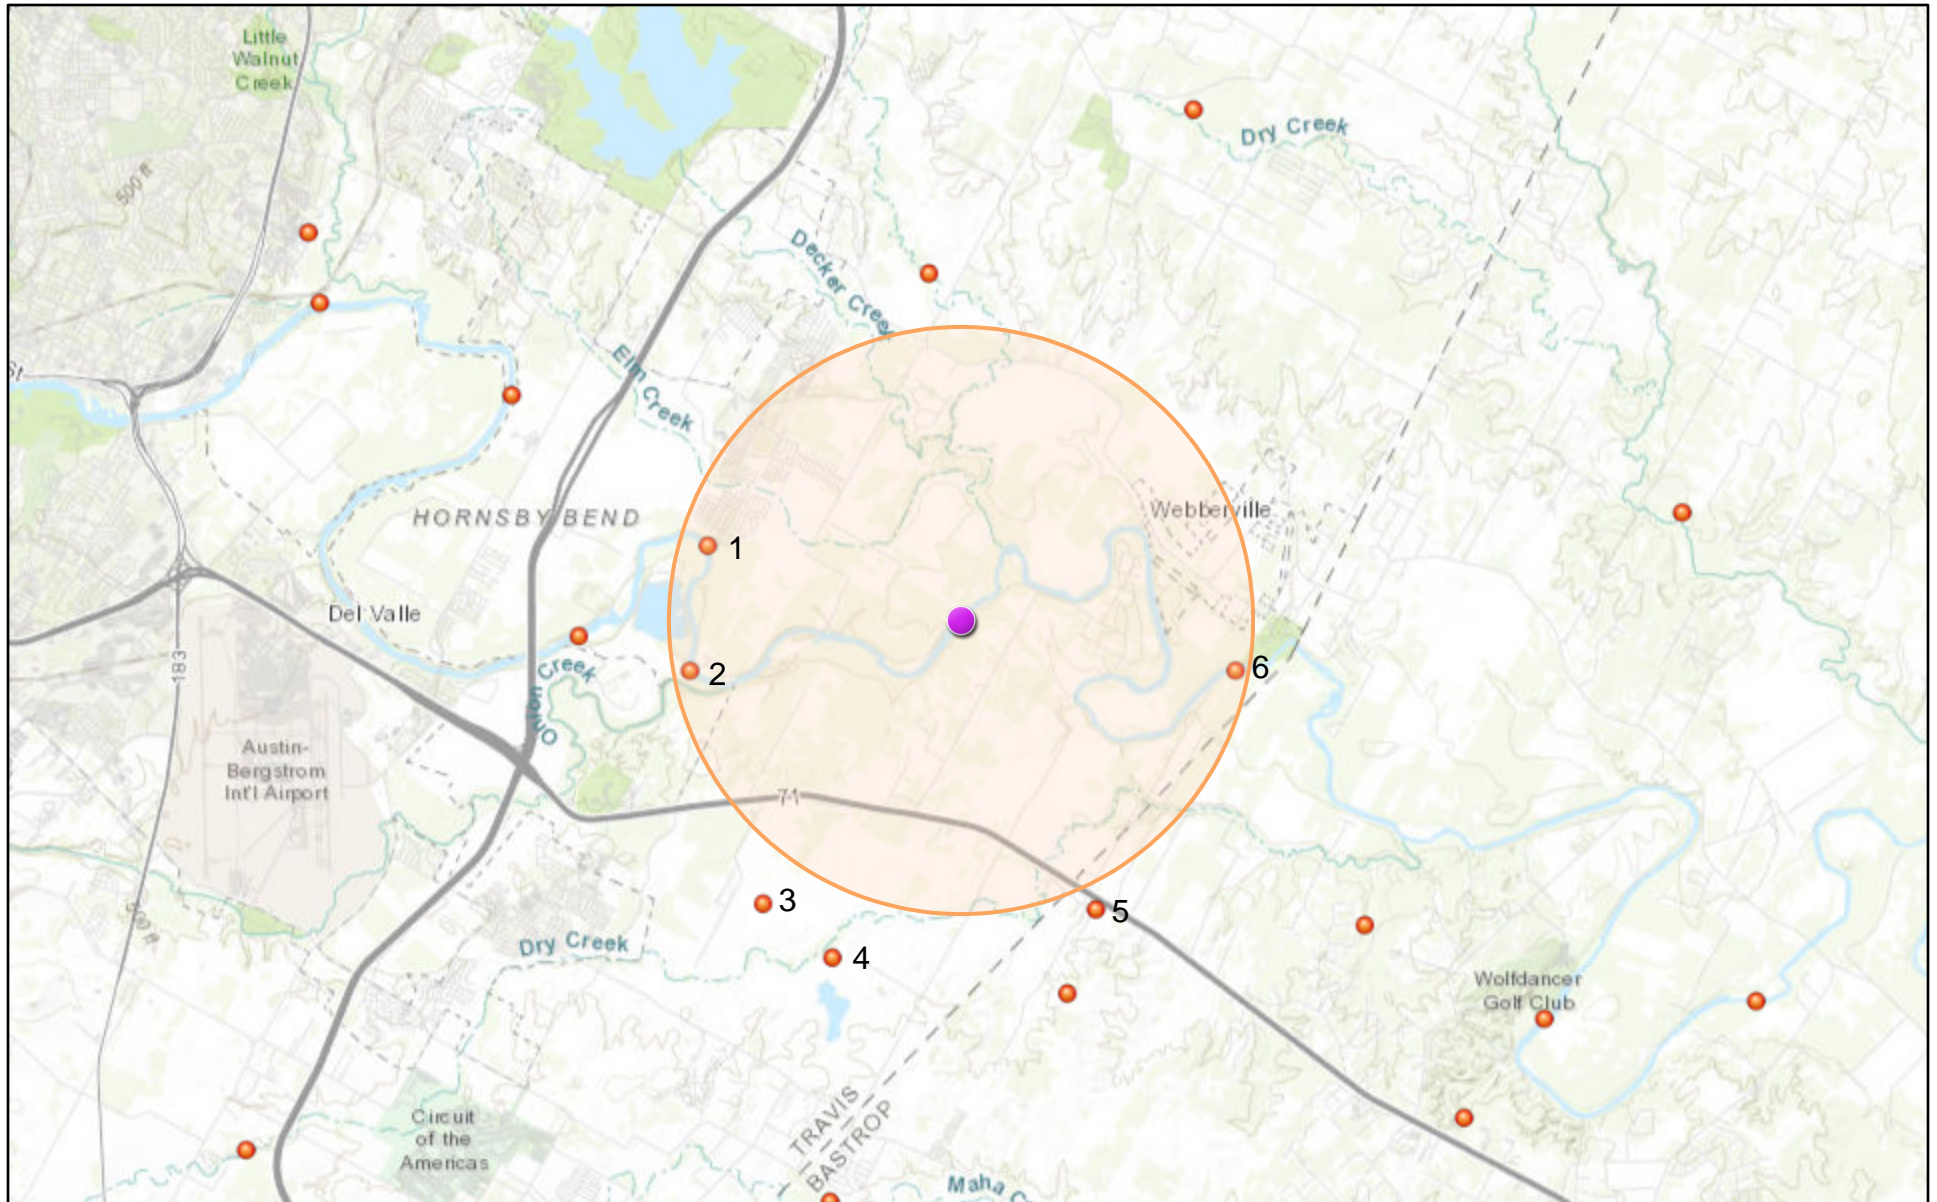 Little
Walnut
Creek
500 ft
Dry Creek
Decker Creek
St
Elm Creek
HORNSBY BEND
Webberville
1
Del Valle
183
2
6
Onion Creek
Austin-
Bergstrom
Int'l Airport
71
3
5
500 ft
Dry Creek
4
Wolfdancer
Golf Club
Circuit
of the
Americas
TRAVIS
BASTROP
Maha C